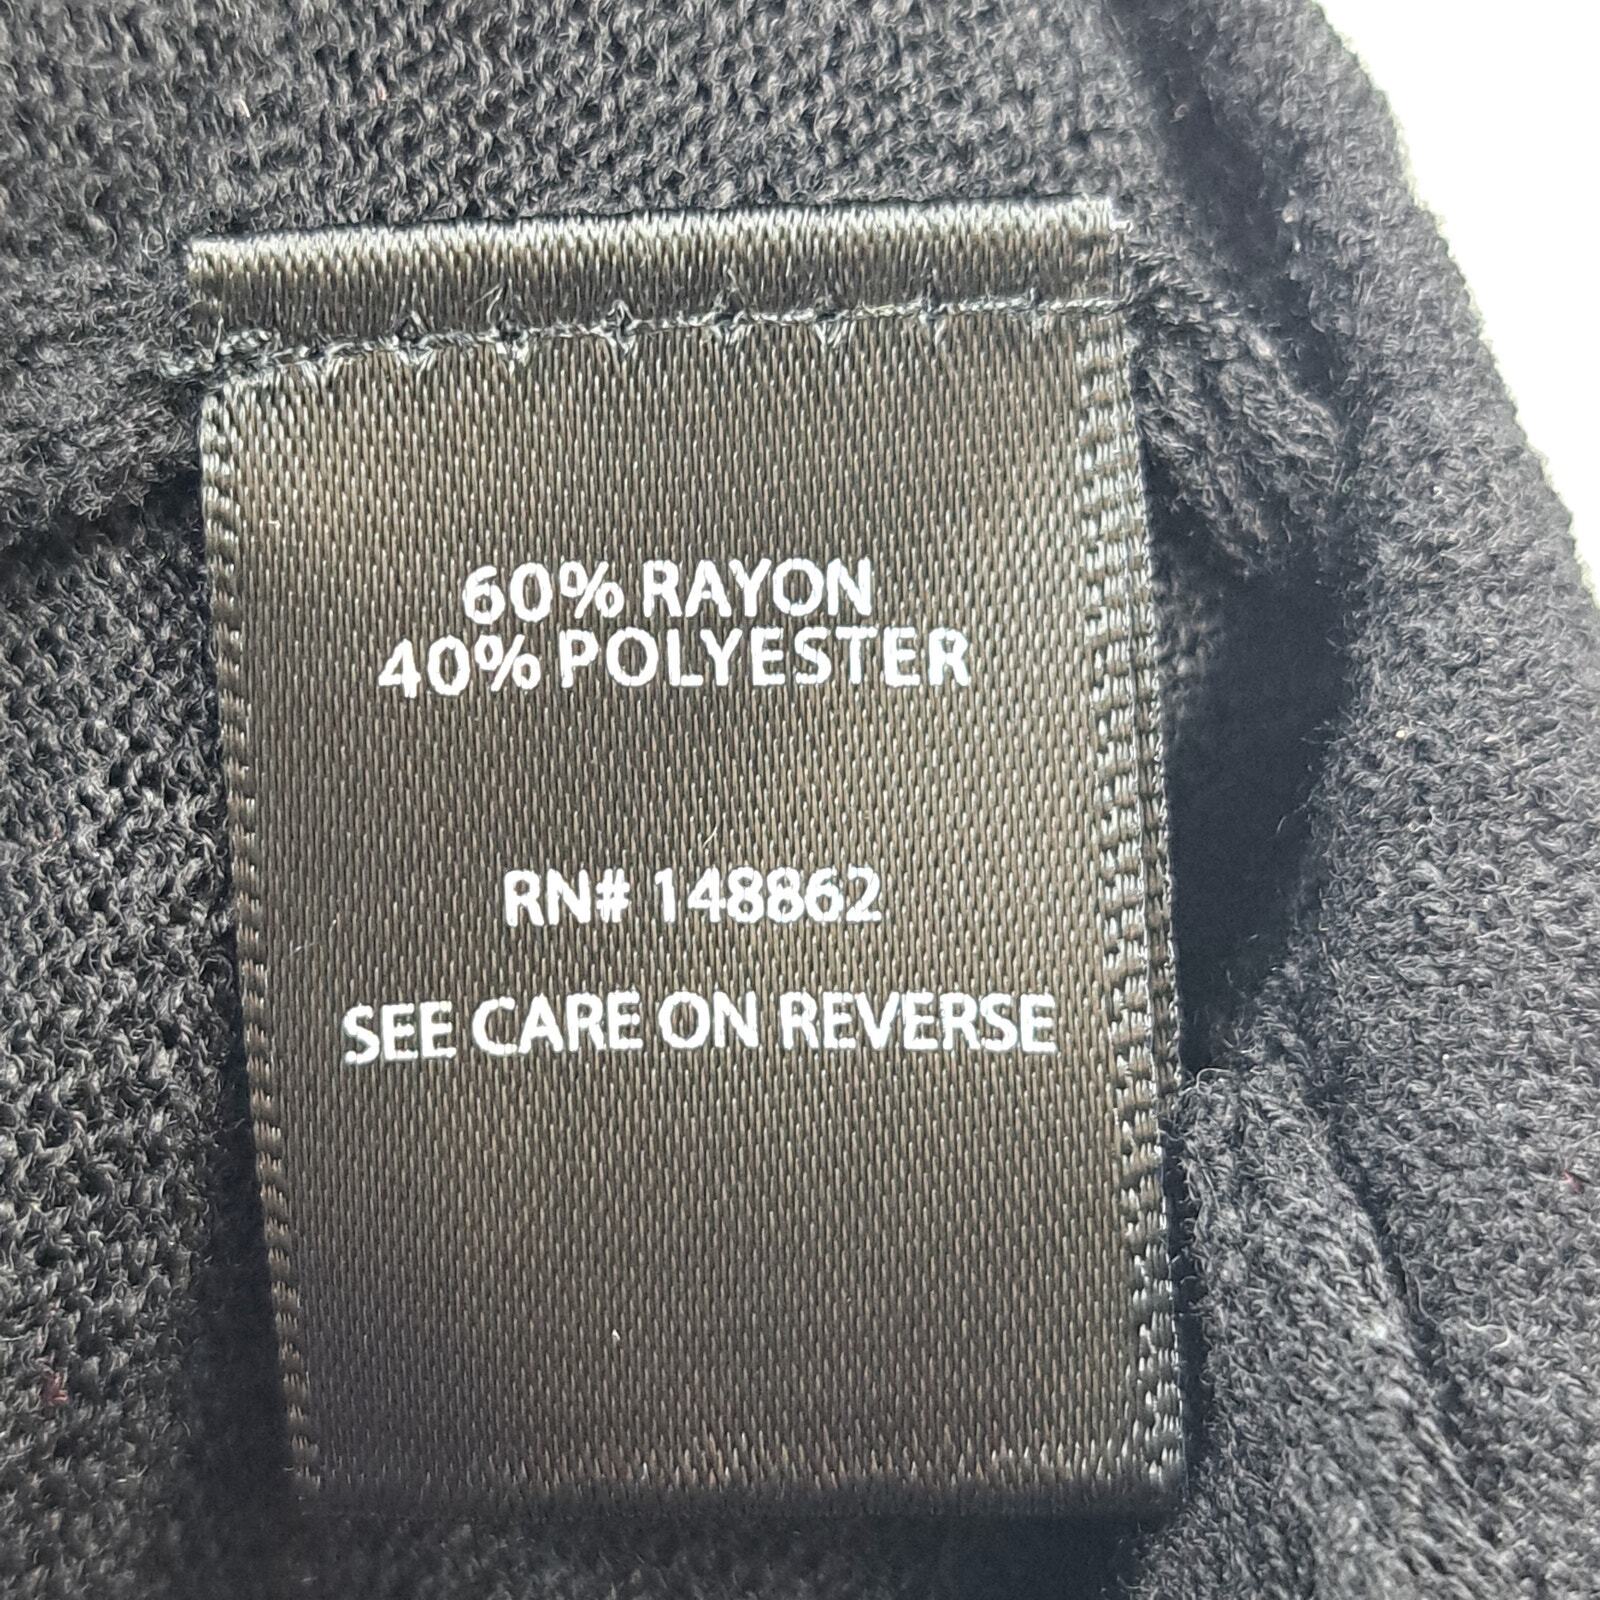 60% RAYON
40% POLYESTER
RN# 148862
SEE CARE ON REVERSE